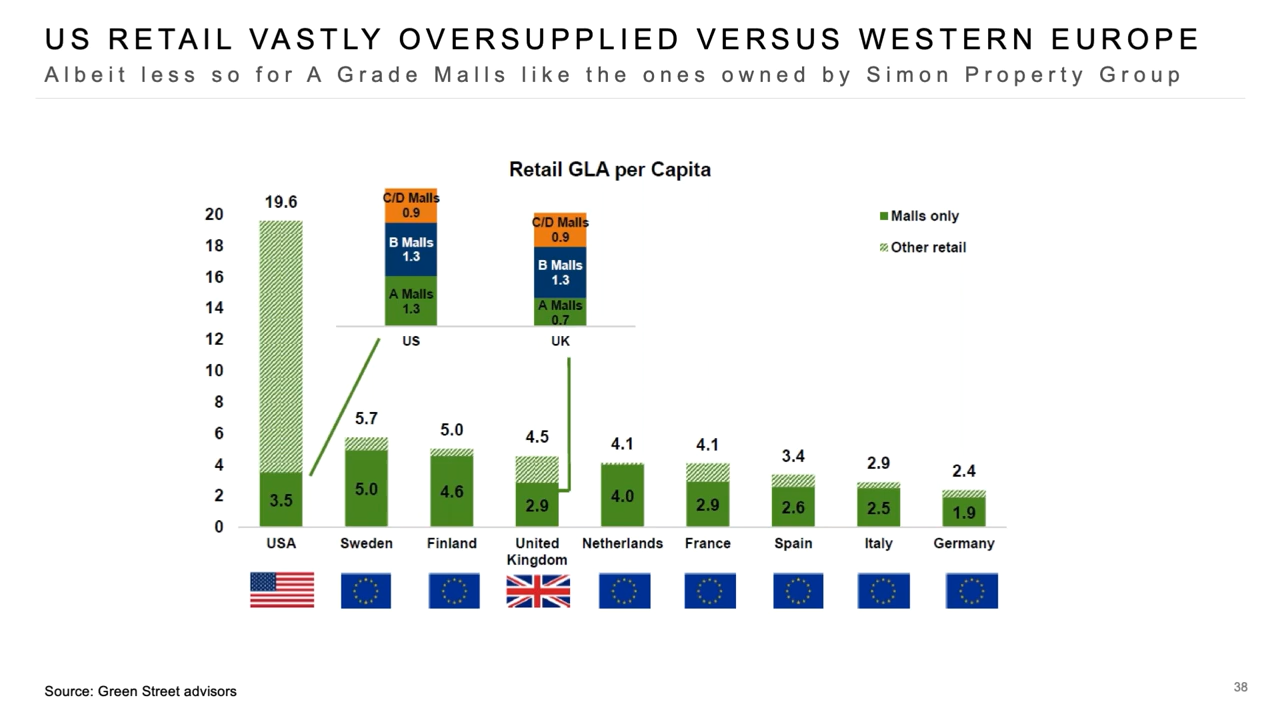 US RETAIL VASTLY OVERSUPPLIED VERSUS WESTERN EUROPE
Albeit less so for A Grade Malls like the ones owned by Simon Property Group
Retail GLA per Capita
20
18
16
14
12
10
8
6
4
2
0
19.6
3.5
5.7
5.0
5.0
4.6
4.5
2.9
4.1
4.0
4.1
2.9
3.4
2.6
2.9
2.5
2.4
1.9
C/D Malls
0.9
B Malls
1.3
A Malls
1.3
US
C/D Malls
0.9
B Malls
1.3
A Malls
0.7
UK
Malls only
Other retail
USA
Sweden
Finland
United
Kingdom
Netherlands
France
Spain
Italy
Germany
Source: Green Street advisors
38